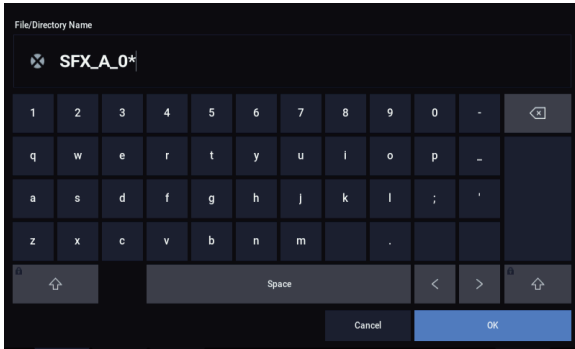 File/Directory Name
SFX_A_0*
1 2 3 4 5 6 7 8 9 0 -
q w e r t y u i o p _
a s d f g h j k l ; '
z x c v b n m .
Space < >
Cancel OK